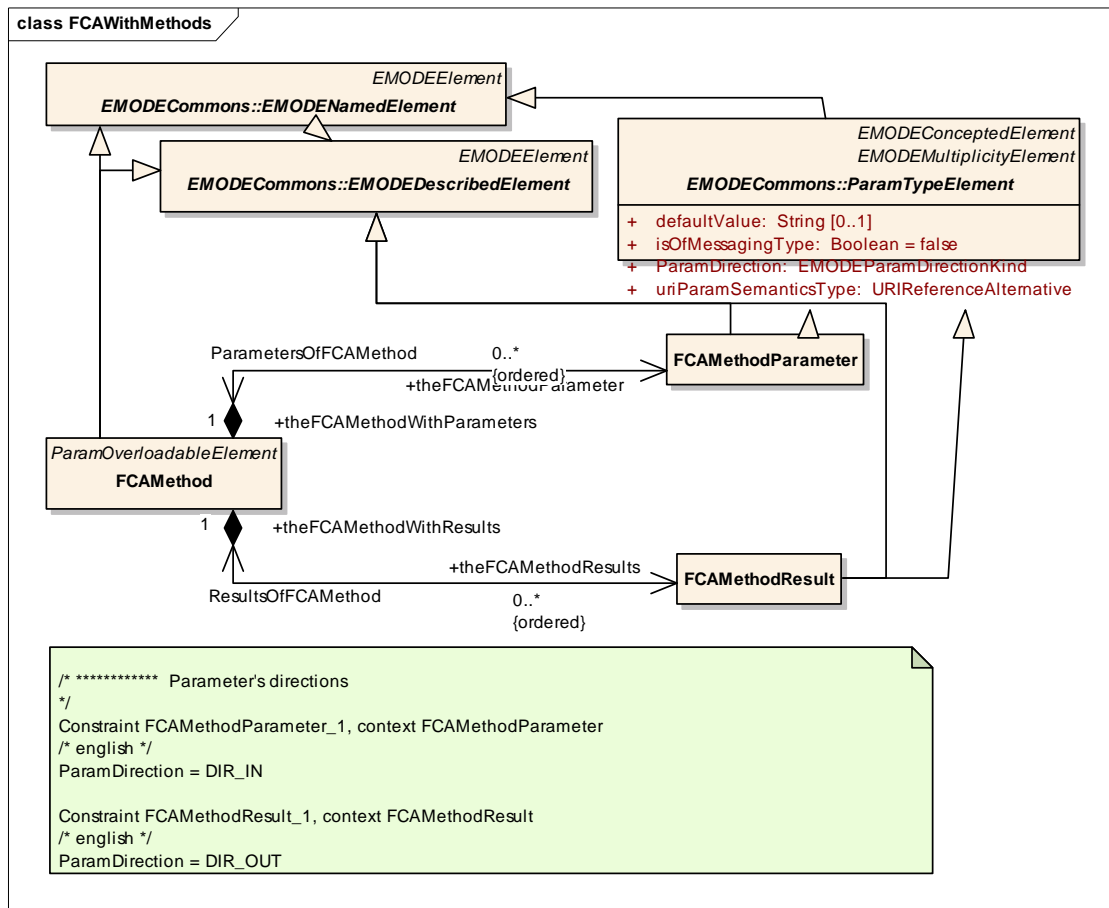 class FCAWithMethods
EMODEElement
EMODECommons::EMODENamedElement
EMODEElement
EMODECommons::EMODEDescribedElement
EMODEConceptedElement
EMODEMultiplicityElement
EMODECommons::ParamTypeElement
+ defaultValue: String [0..1]
+ isOfMessagingType: Boolean = false
+ ParamDirection: EMODEParamDirectionKind
+ uriParamSemanticsType: URIReferenceAlternative
ParametersOfFCAMethod
0..*
{ordered}
+theFCAMethodParameter
FCAMethodParameter
1
+theFCAMethodWithParameters
ParamOverloadableElement
FCAMethod
1
+theFCAMethodWithResults
+theFCAMethodResults
FCAMethodResult
ResultsOfFCAMethod
0..*
{ordered}
/* ************ Parameter's directions
*/
Constraint FCAMethodParameter_1, context FCAMethodParameter
/* english */
ParamDirection = DIR_IN
Constraint FCAMethodResult_1, context FCAMethodResult
/* english */
ParamDirection = DIR_OUT